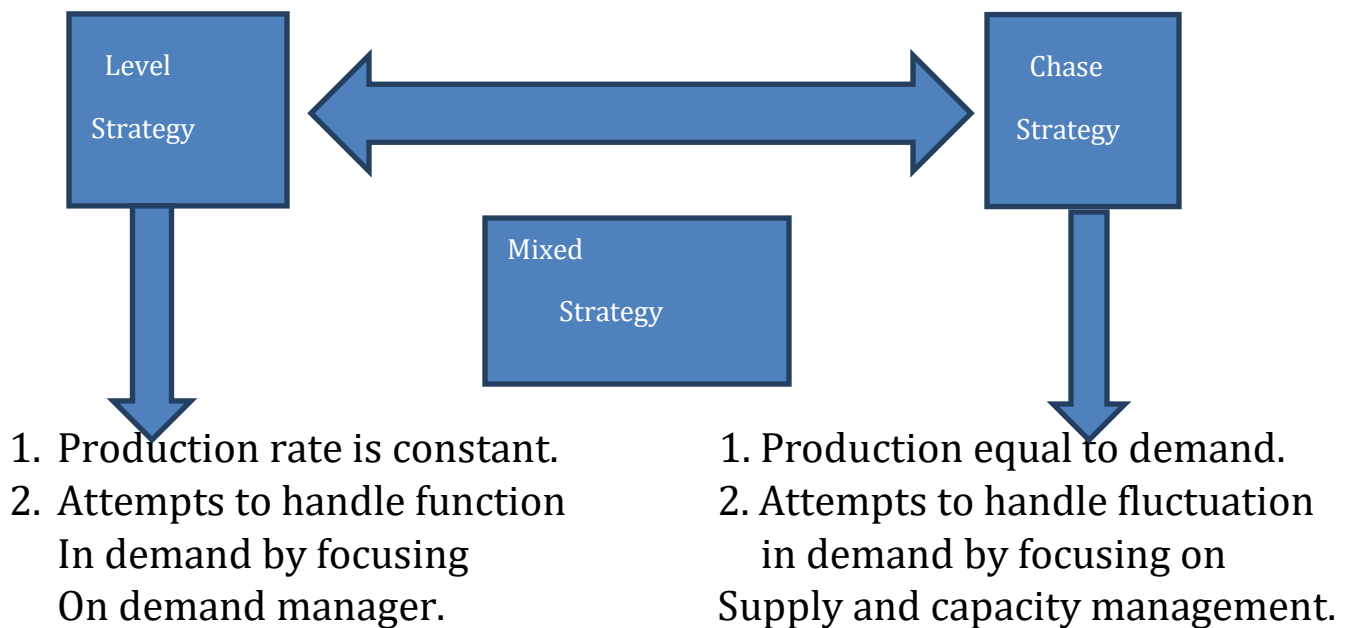 Level
Strategy
Chase
Strategy
Mixed
Strategy
1. Production rate is constant.
2. Attempts to handle function
In demand by focusing
On demand manager.
1. Production equal to demand.
2. Attempts to handle fluctuation
in demand by focusing on
Supply and capacity management.